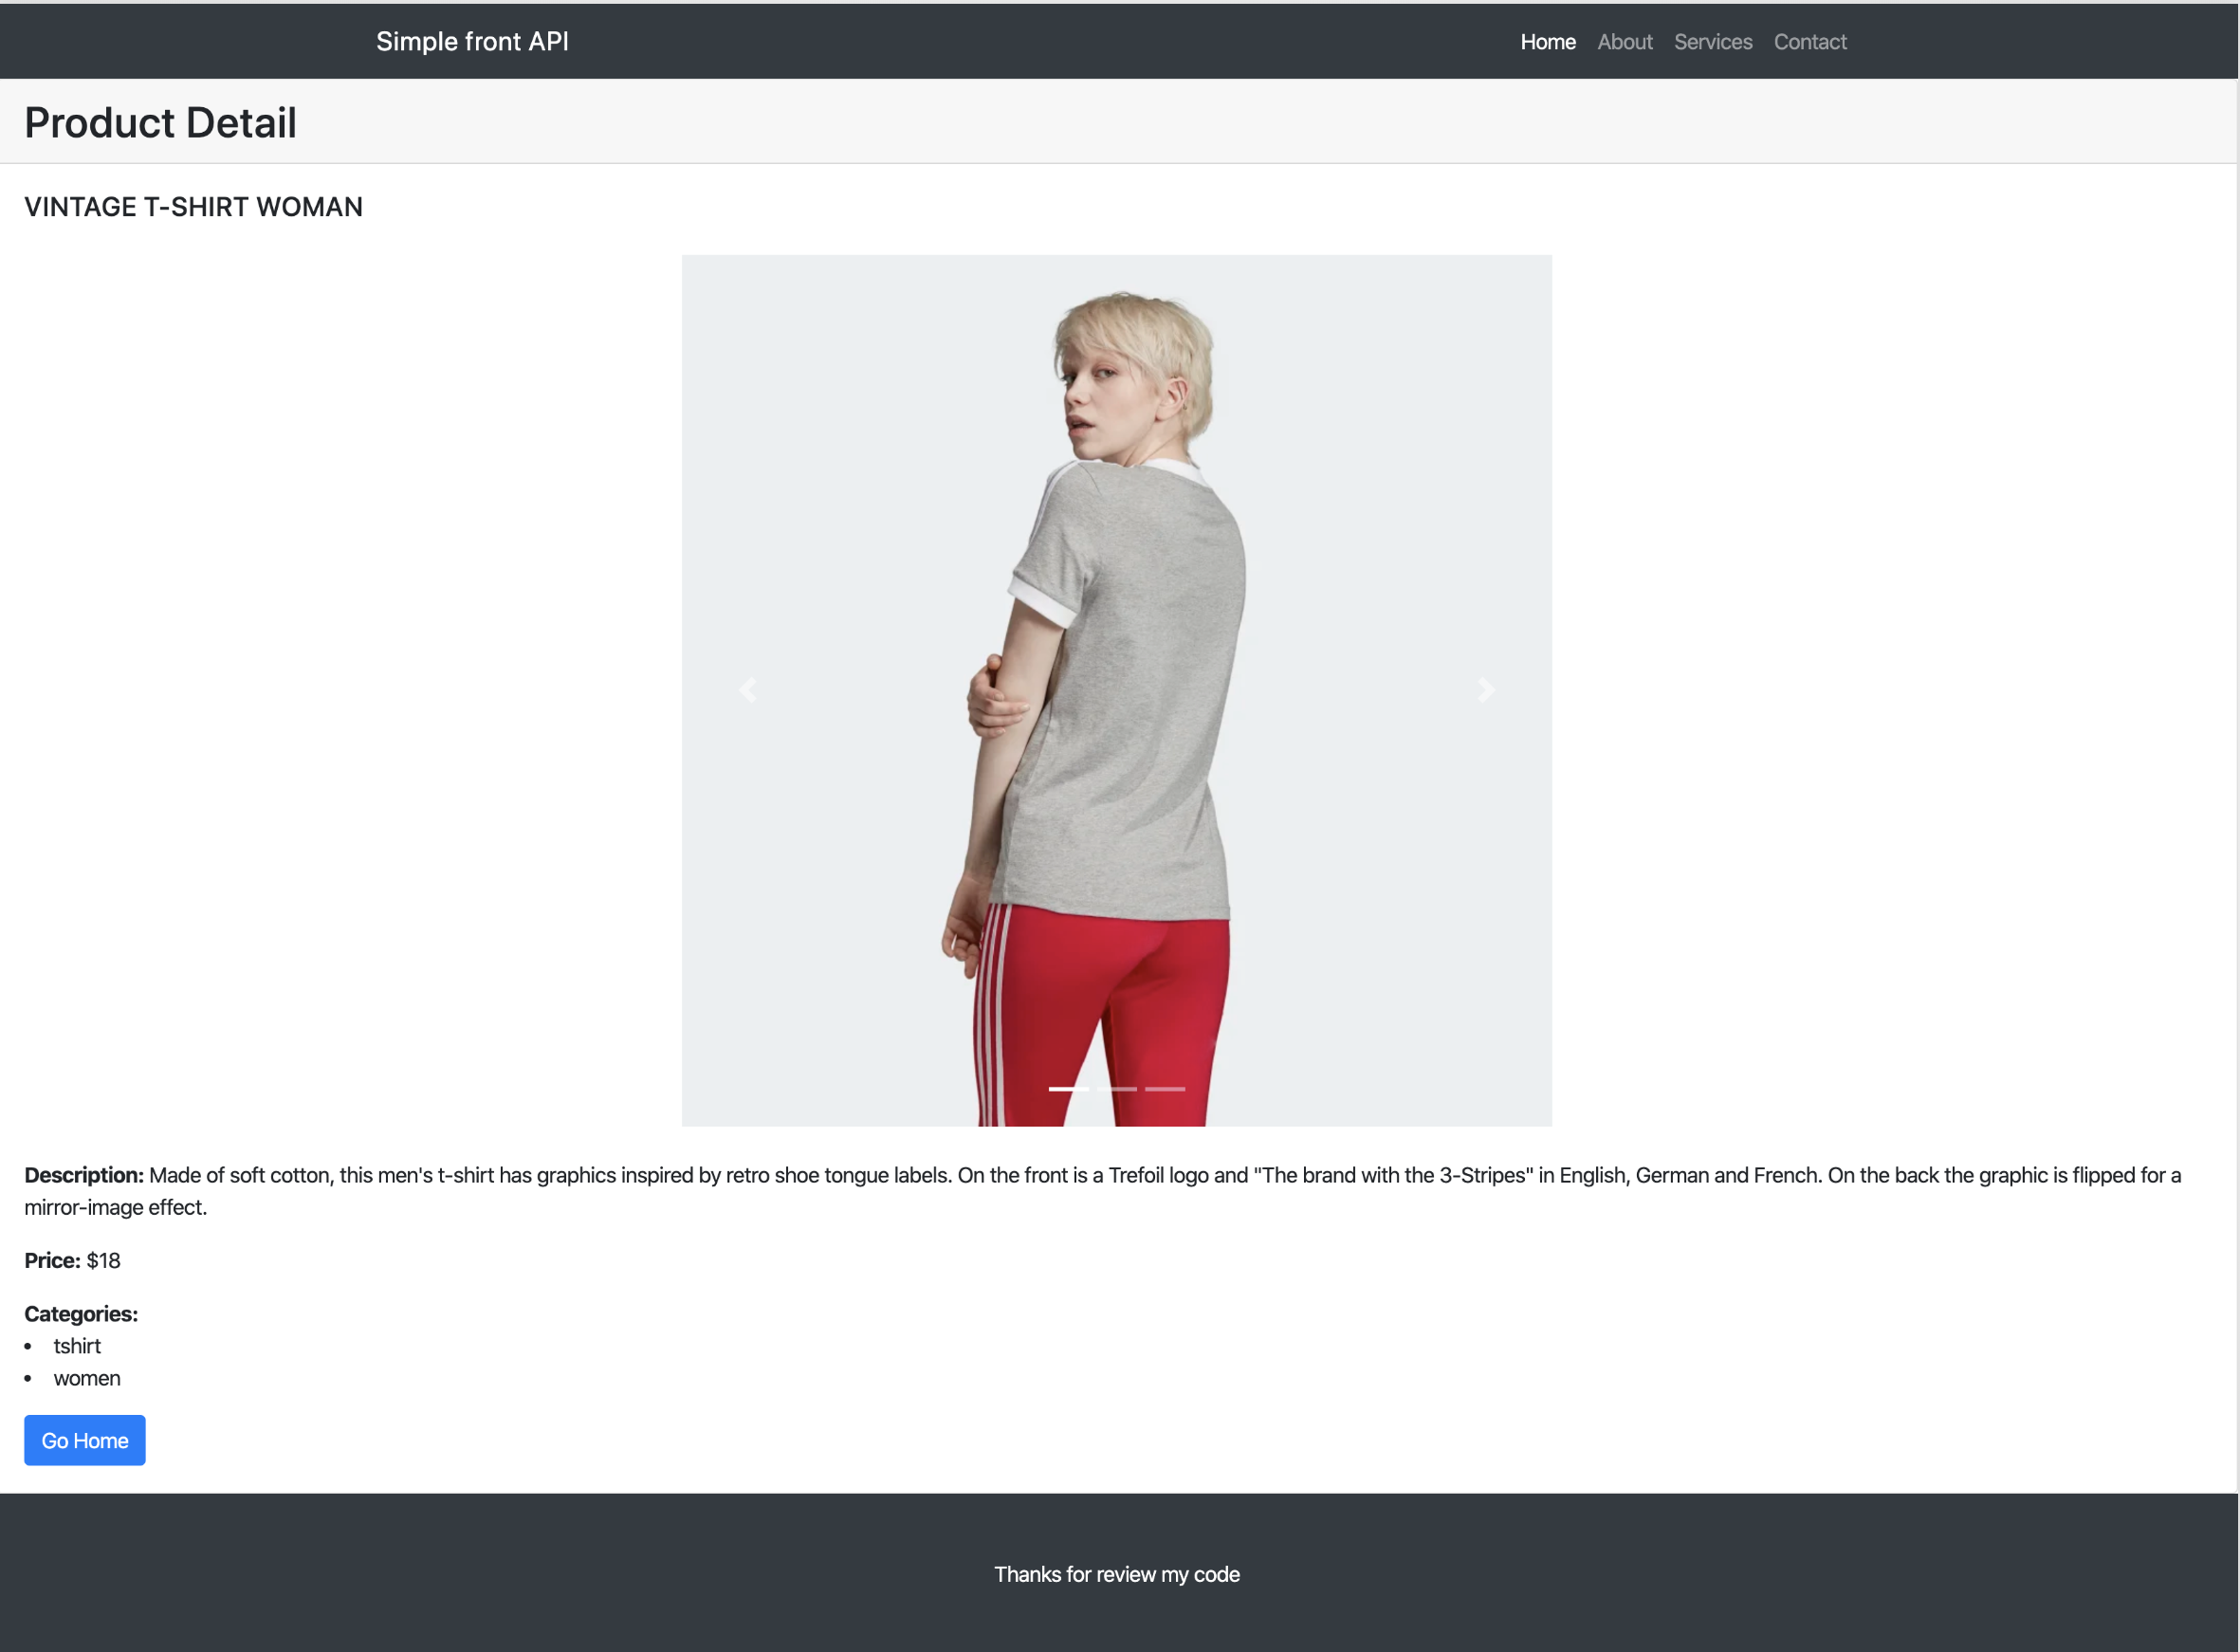 Simple front API
Home About Services Contact
Product Detail
VINTAGE T-SHIRT WOMAN
Description: Made of soft cotton, this men's t-shirt has graphics inspired by retro shoe tongue labels. On the front is a Trefoil logo and "The brand with the 3-Stripes" in English, German and French. On the back the graphic is flipped for a
mirror-image effect.
Price: $18
Categories:
• tshirt
• women
Go Home
Thanks for review my code